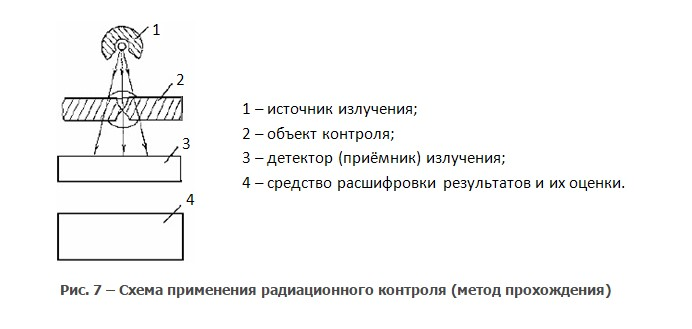 1
2
3
4
1 – источник излучения;
2 – объект контроля;
3 – детектор (приёмник) излучения;
4 – средство расшифровки результатов и их оценки.
Рис. 7 – Схема применения радиационного контроля (метод прохождения)